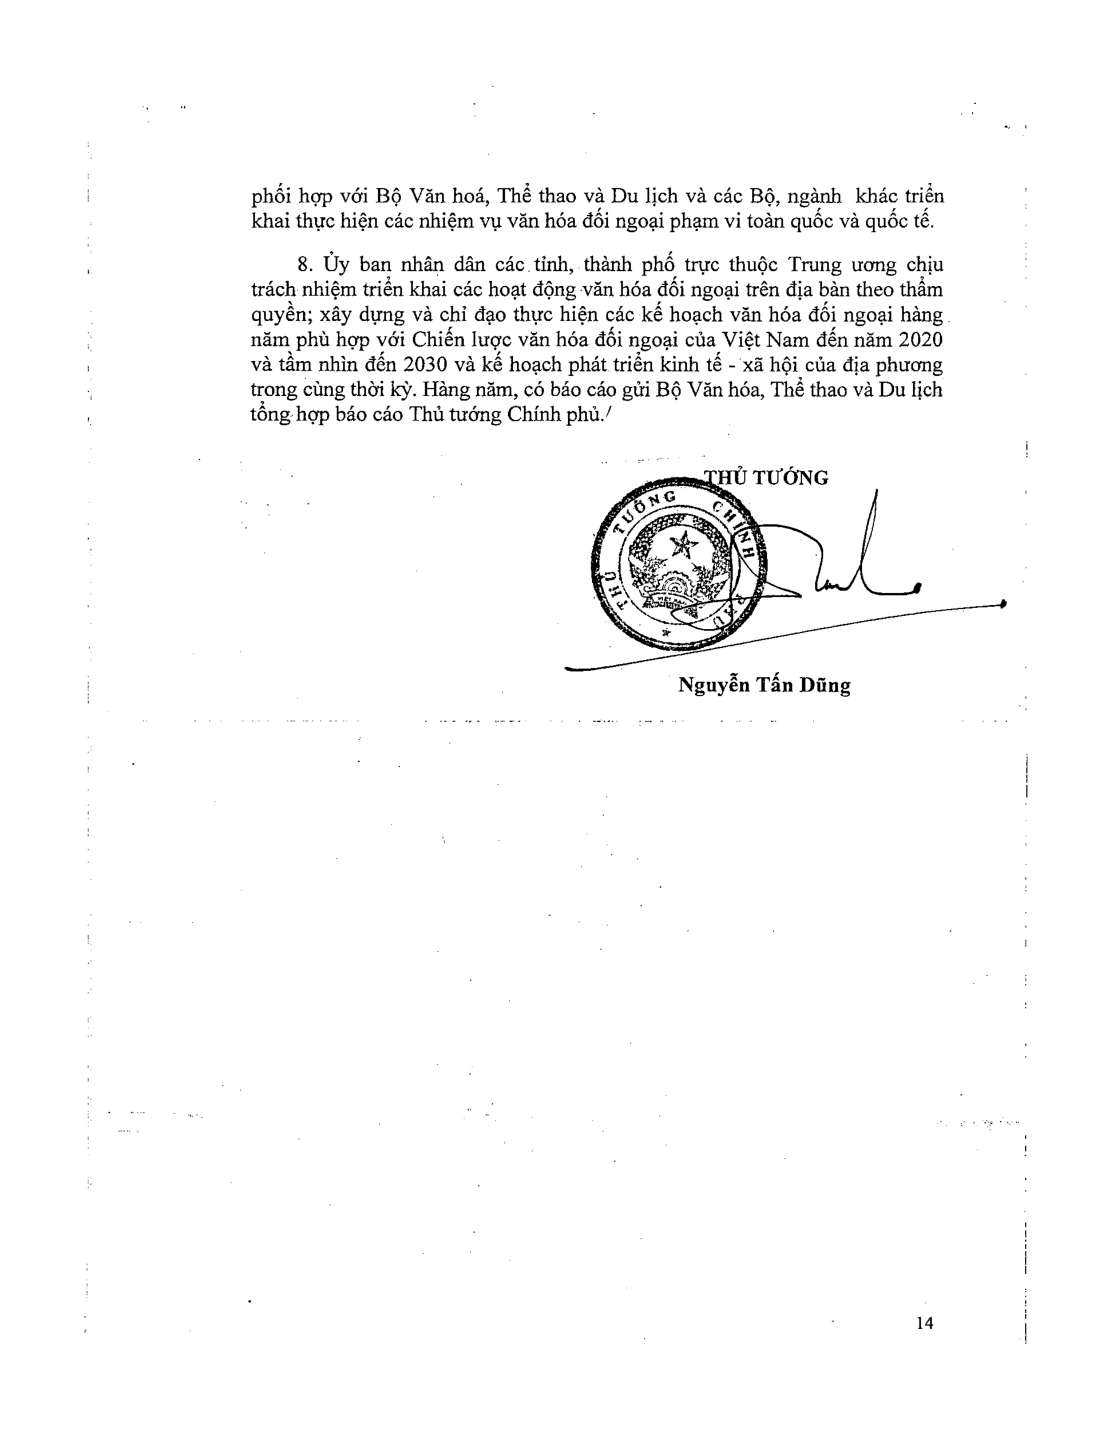 phối hợp với Bộ Văn hoá, Thể thao và Du lịch và các Bộ, ngành khác triển
khai thực hiện các nhiệm vụ văn hóa đối ngoại phạm vi toàn quốc và quốc tế.
8. Ủy ban nhân dân các tỉnh, thành phố trực thuộc Trung ương chịu
trách nhiệm triển khai các hoạt động văn hóa đối ngoại trên địa bàn theo thẩm
quyền; xây dựng và chỉ đạo thực hiện các kế hoạch văn hóa đối ngoại hàng
năm phù hợp với Chiến lược văn hóa đối ngoại của Việt Nam đến năm 2020
và tầm nhìn đến 2030 và kế hoạch phát triển kinh tế - xã hội của địa phương
trong cùng thời kỳ. Hàng năm, có báo cáo gửi Bộ Văn hóa, Thể thao và Du lịch
tổng hợp báo cáo Thủ tướng Chính phủ./
THỦ TƯỚNG
THỦ TƯỚNG CHÍNH PHỦ
Nguyễn Tấn Dũng
14